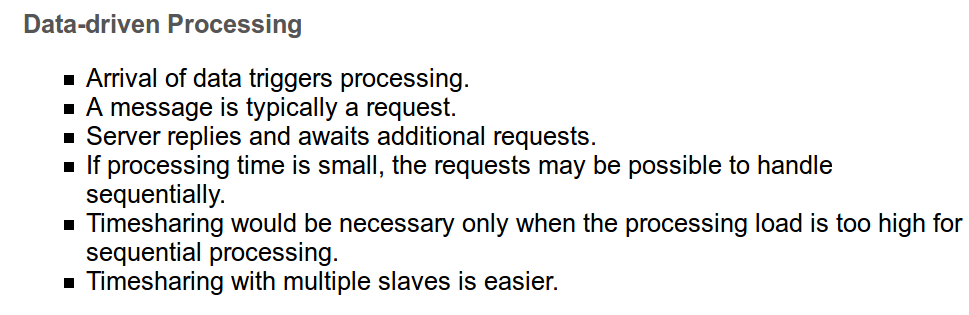 Data-driven Processing
Arrival of data triggers processing.
A message is typically a request.
Server replies and awaits additional requests.
If processing time is small, the requests may be possible to handle
sequentially.
Timesharing would be necessary only when the processing load is too high for
sequential processing.
Timesharing with multiple slaves is easier.